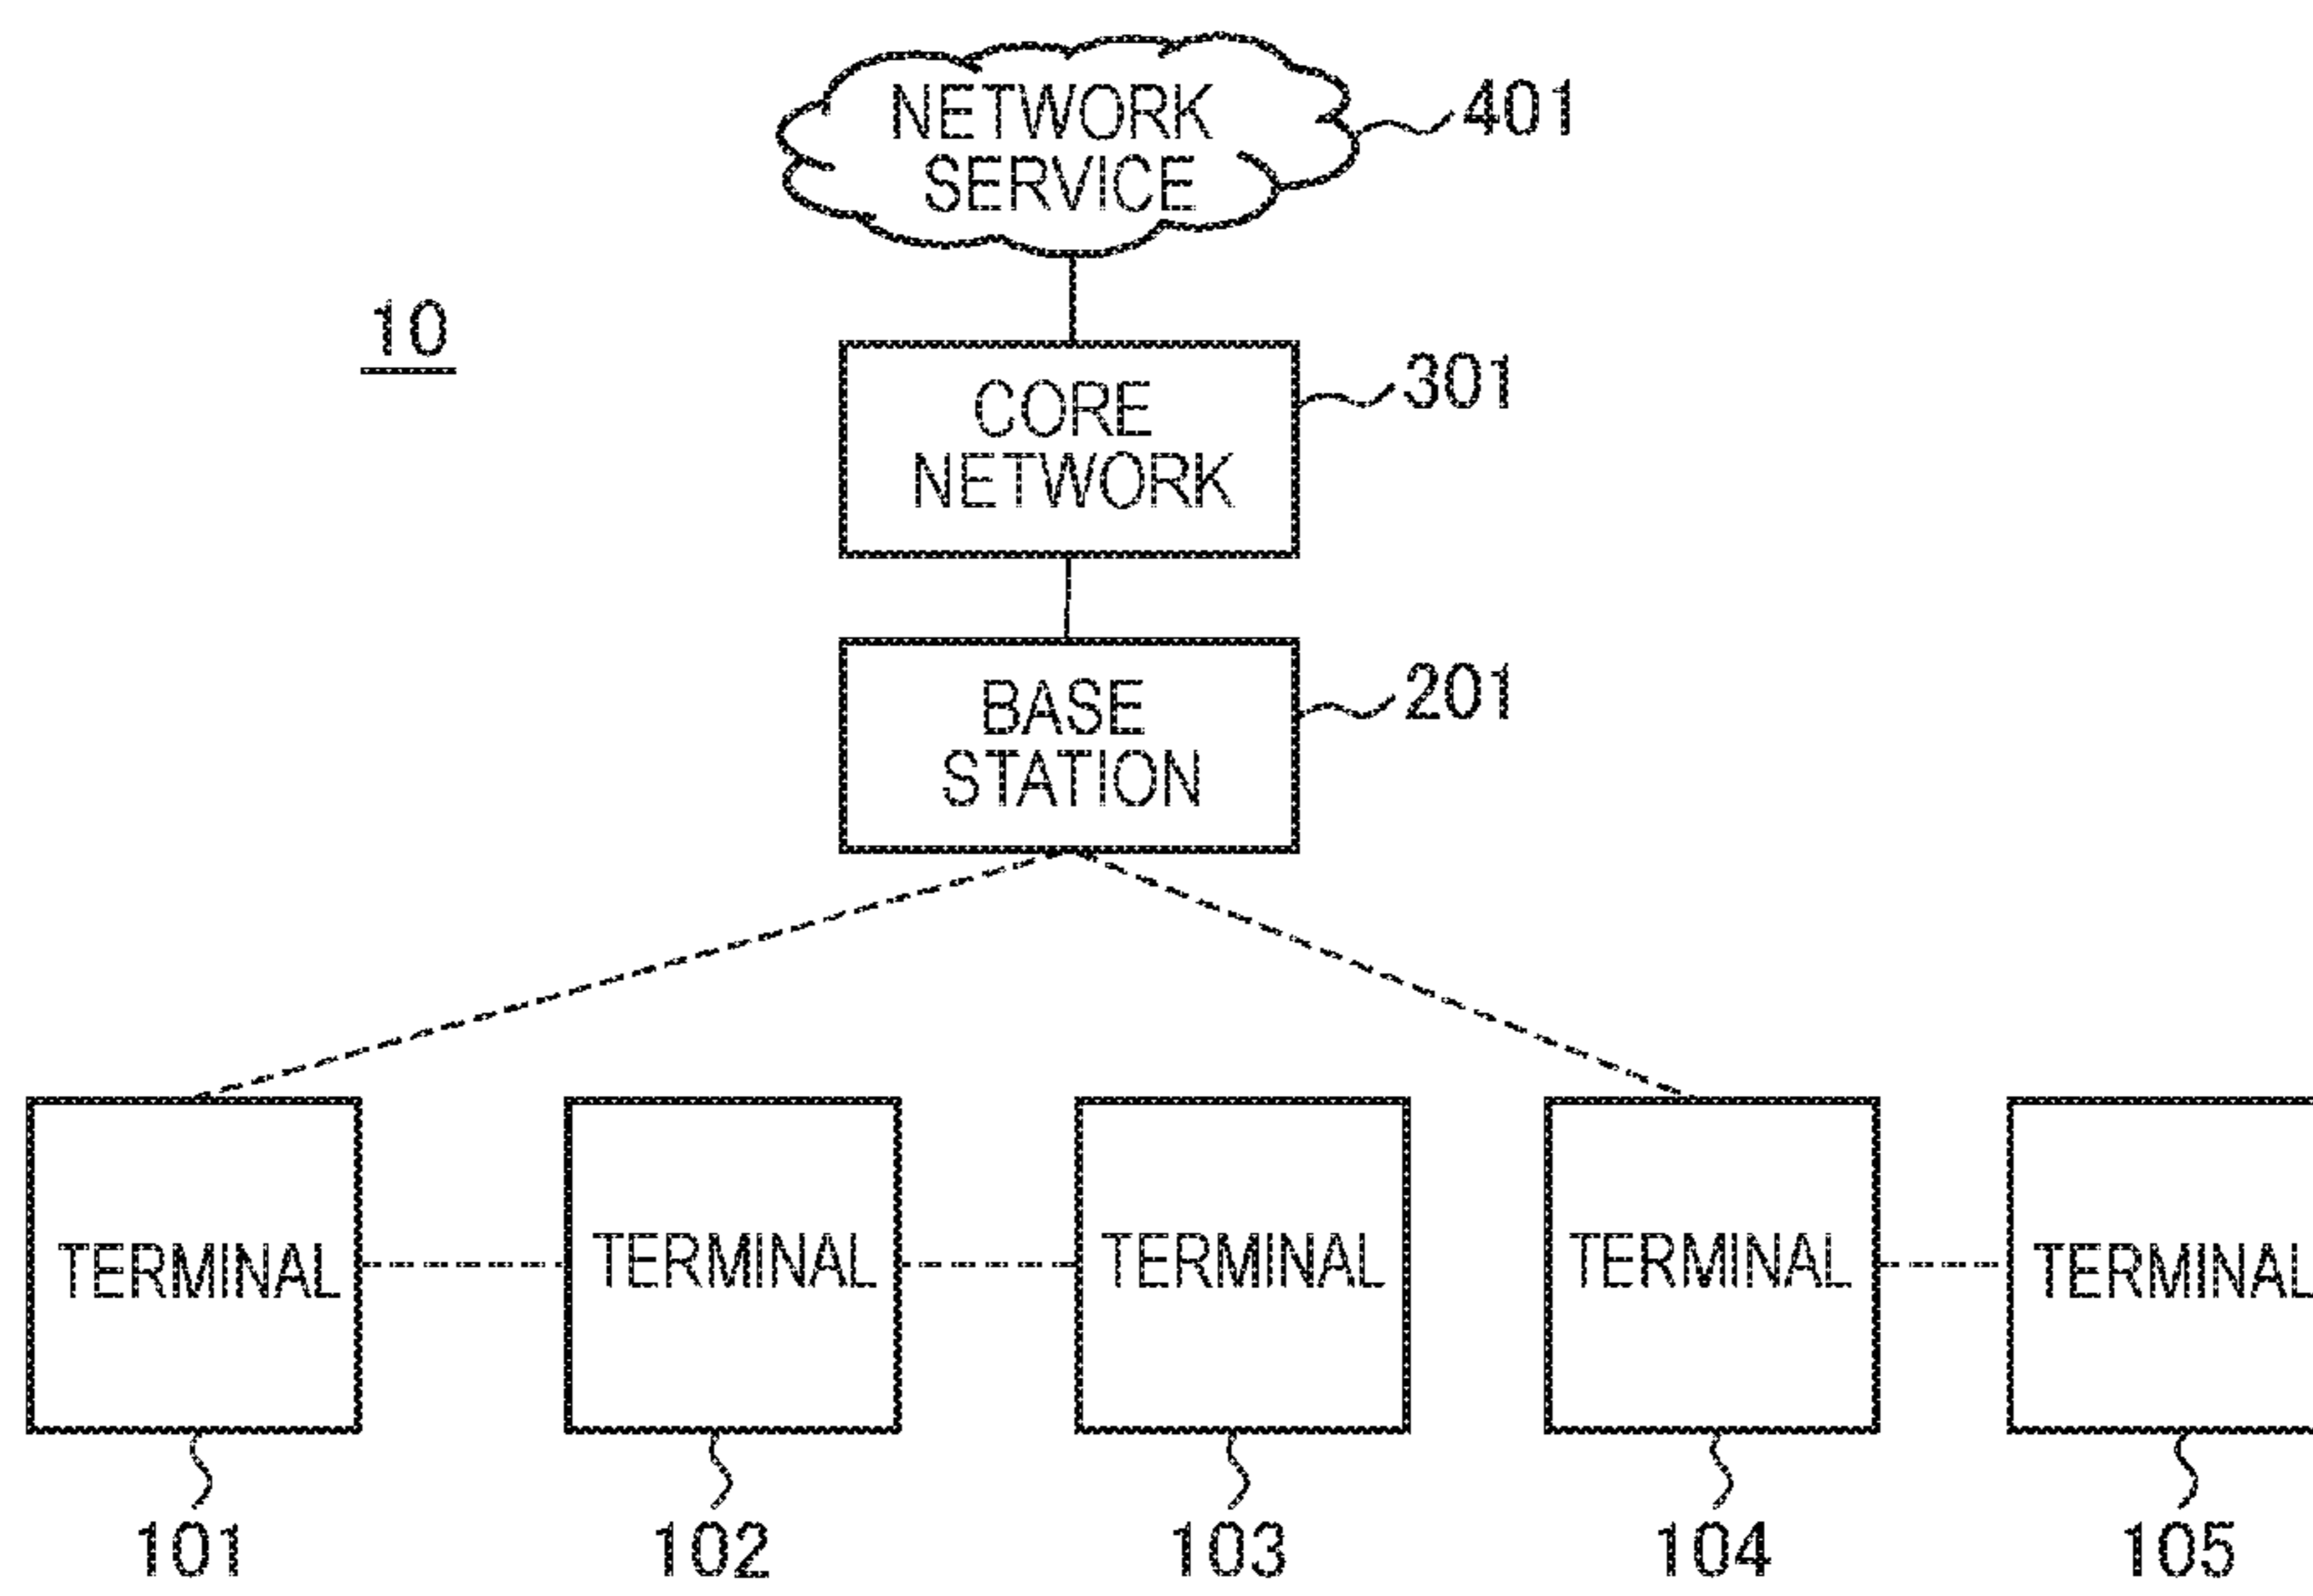 NETWORK
SERVICE
401
10
CORE
NETWORK
301
BASE
STATION
201
TERMINAL
TERMINAL
TERMINAL
TERMINAL
TERMINAL
101
102
103
104
105